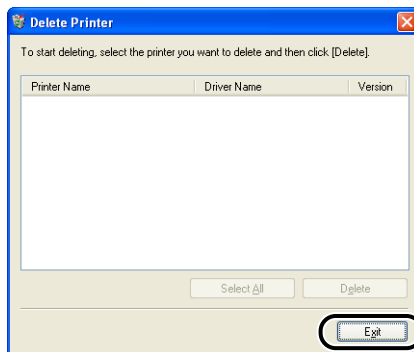 Delete Printer
To start deleting, select the printer you want to delete and then click [Delete].
Printer Name Driver Name Version
Select All Delete
Exit